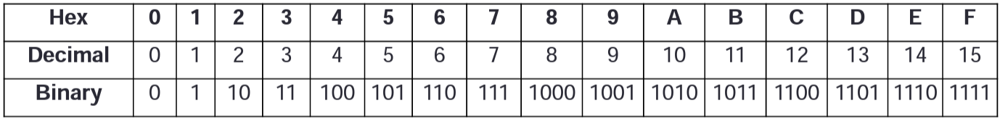 Hex 0 1 2 3 4 5 6 7 8 9 A B C D E F
Decimal 0 1 2 3 4 5 6 7 8 9 10 11 12 13 14 15
Binary 0 1 10 11 100 101 110 111 1000 1001 1010 1011 1100 1101 1110 1111